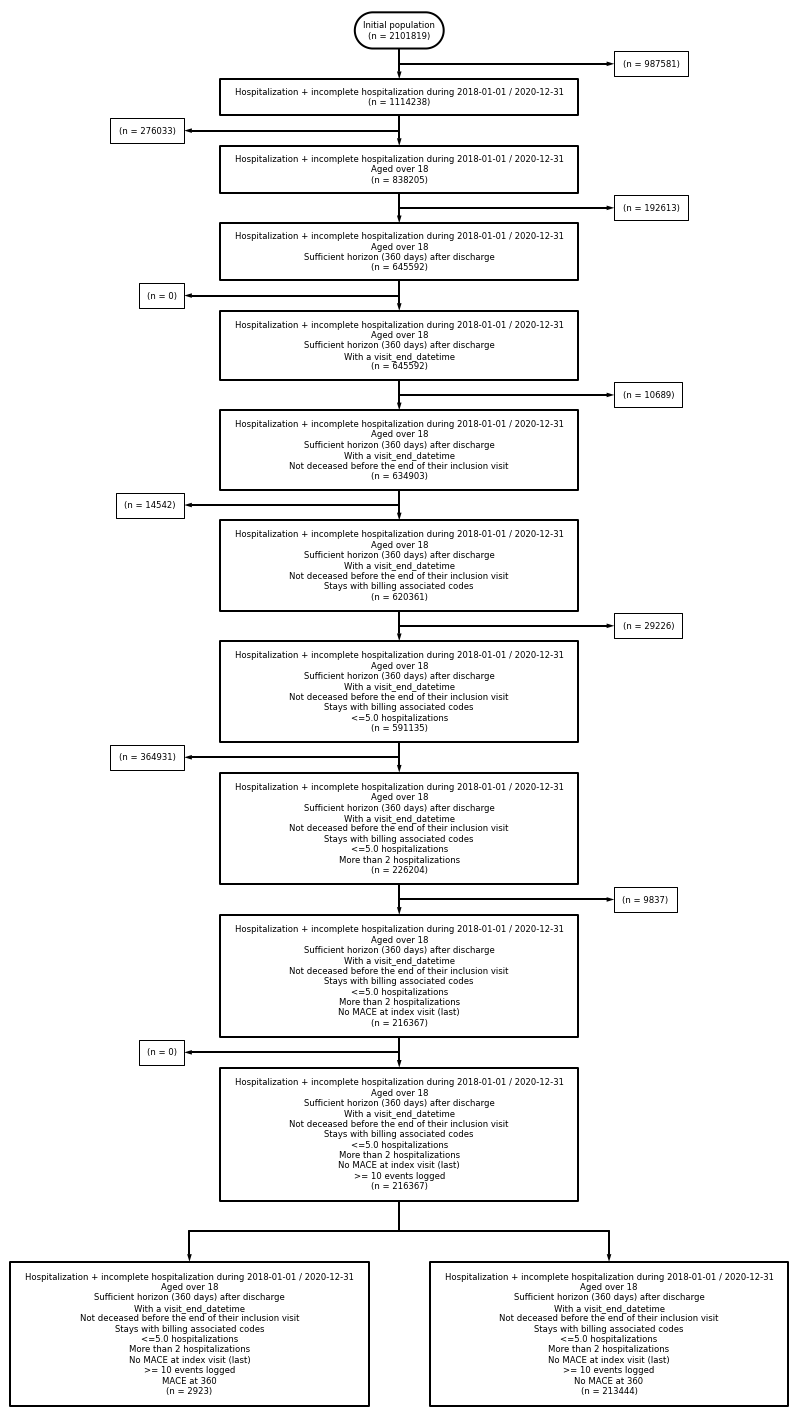 Initial population
(n = 2101819)
(n = 987581)
Hospitalization + incomplete hospitalization during 2018-01-01 / 2020-12-31
(n = 1114238)
(n = 276033)
Hospitalization + incomplete hospitalization during 2018-01-01 / 2020-12-31
Aged over 18
(n = 838205)
(n = 192613)
Hospitalization + incomplete hospitalization during 2018-01-01 / 2020-12-31
Aged over 18
Sufficient horizon (360 days) after discharge
(n = 645592)
(n = 0)
Hospitalization + incomplete hospitalization during 2018-01-01 / 2020-12-31
Aged over 18
Sufficient horizon (360 days) after discharge
With a visit_end_datetime
(n = 645592)
(n = 10689)
Hospitalization + incomplete hospitalization during 2018-01-01 / 2020-12-31
Aged over 18
Sufficient horizon (360 days) after discharge
With a visit_end_datetime
Not deceased before the end of their inclusion visit
(n = 634903)
(n = 14542)
Hospitalization + incomplete hospitalization during 2018-01-01 / 2020-12-31
Aged over 18
Sufficient horizon (360 days) after discharge
With a visit_end_datetime
Not deceased before the end of their inclusion visit
Stays with billing associated codes
(n = 620361)
(n = 29226)
Hospitalization + incomplete hospitalization during 2018-01-01 / 2020-12-31
Aged over 18
Sufficient horizon (360 days) after discharge
With a visit_end_datetime
Not deceased before the end of their inclusion visit
Stays with billing associated codes
<=5.0 hospitalizations
(n = 591135)
(n = 364931)
Hospitalization + incomplete hospitalization during 2018-01-01 / 2020-12-31
Aged over 18
Sufficient horizon (360 days) after discharge
With a visit_end_datetime
Not deceased before the end of their inclusion visit
Stays with billing associated codes
<=5.0 hospitalizations
More than 2 hospitalizations
(n = 226204)
(n = 9837)
Hospitalization + incomplete hospitalization during 2018-01-01 / 2020-12-31
Aged over 18
Sufficient horizon (360 days) after discharge
With a visit_end_datetime
Not deceased before the end of their inclusion visit
Stays with billing associated codes
<=5.0 hospitalizations
More than 2 hospitalizations
No MACE at index visit (last)
(n = 216367)
(n = 0)
Hospitalization + incomplete hospitalization during 2018-01-01 / 2020-12-31
Aged over 18
Sufficient horizon (360 days) after discharge
With a visit_end_datetime
Not deceased before the end of their inclusion visit
Stays with billing associated codes
<=5.0 hospitalizations
More than 2 hospitalizations
No MACE at index visit (last)
>= 10 events logged
(n = 216367)
Hospitalization + incomplete hospitalization during 2018-01-01 / 2020-12-31
Aged over 18
Sufficient horizon (360 days) after discharge
With a visit_end_datetime
Not deceased before the end of their inclusion visit
Stays with billing associated codes
<=5.0 hospitalizations
More than 2 hospitalizations
No MACE at index visit (last)
>= 10 events logged
MACE at 360
(n = 2923)
Hospitalization + incomplete hospitalization during 2018-01-01 / 2020-12-31
Aged over 18
Sufficient horizon (360 days) after discharge
With a visit_end_datetime
Not deceased before the end of their inclusion visit
Stays with billing associated codes
<=5.0 hospitalizations
More than 2 hospitalizations
No MACE at index visit (last)
>= 10 events logged
No MACE at 360
(n = 213444)